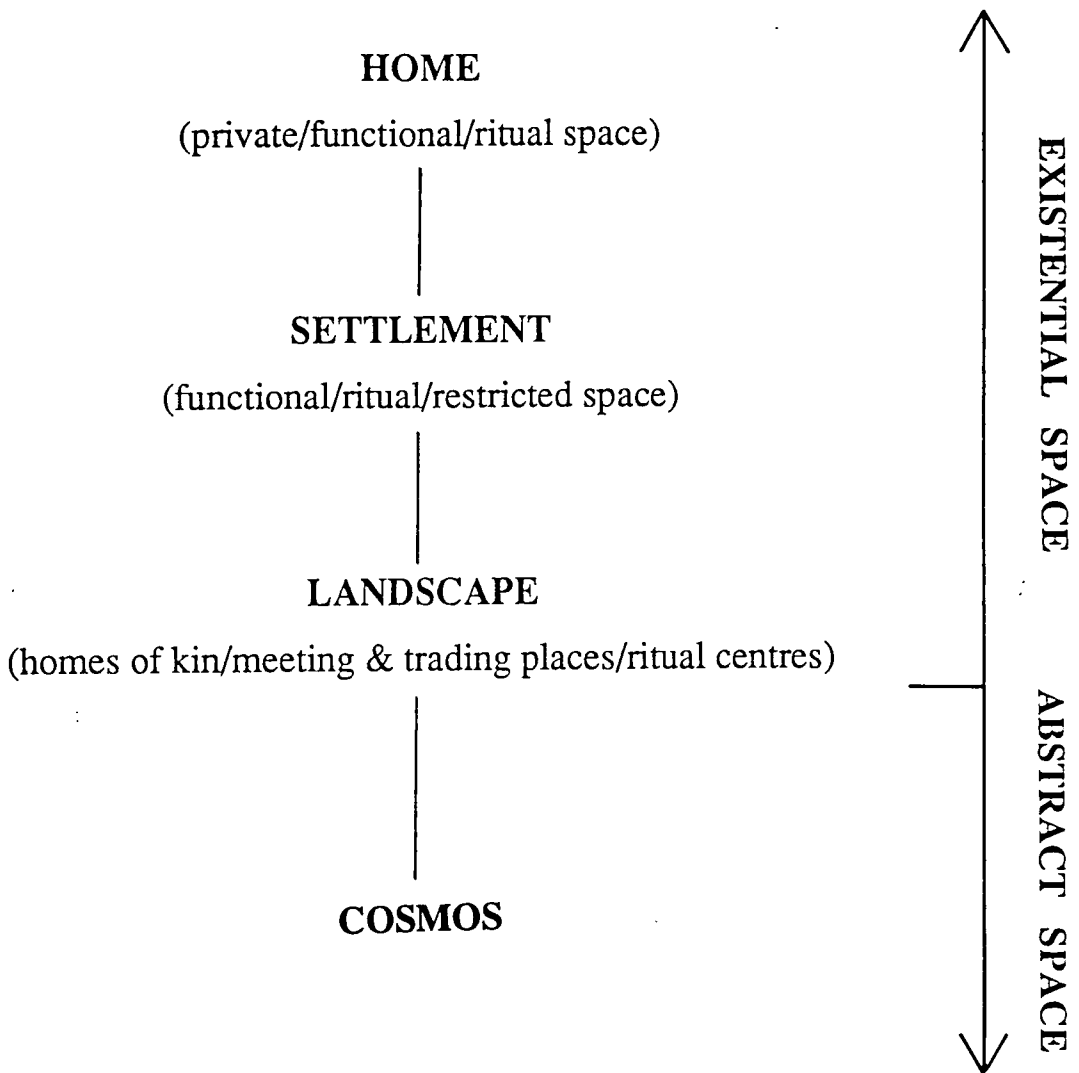 HOME
(private/functional/ritual space)
SETTLEMENT
(functional/ritual/restricted space)
LANDSCAPE
(homes of kin/meeting & trading places/ritual centres)
COSMOS
EXISTENTIAL SPACE
ABSTRACT SPACE